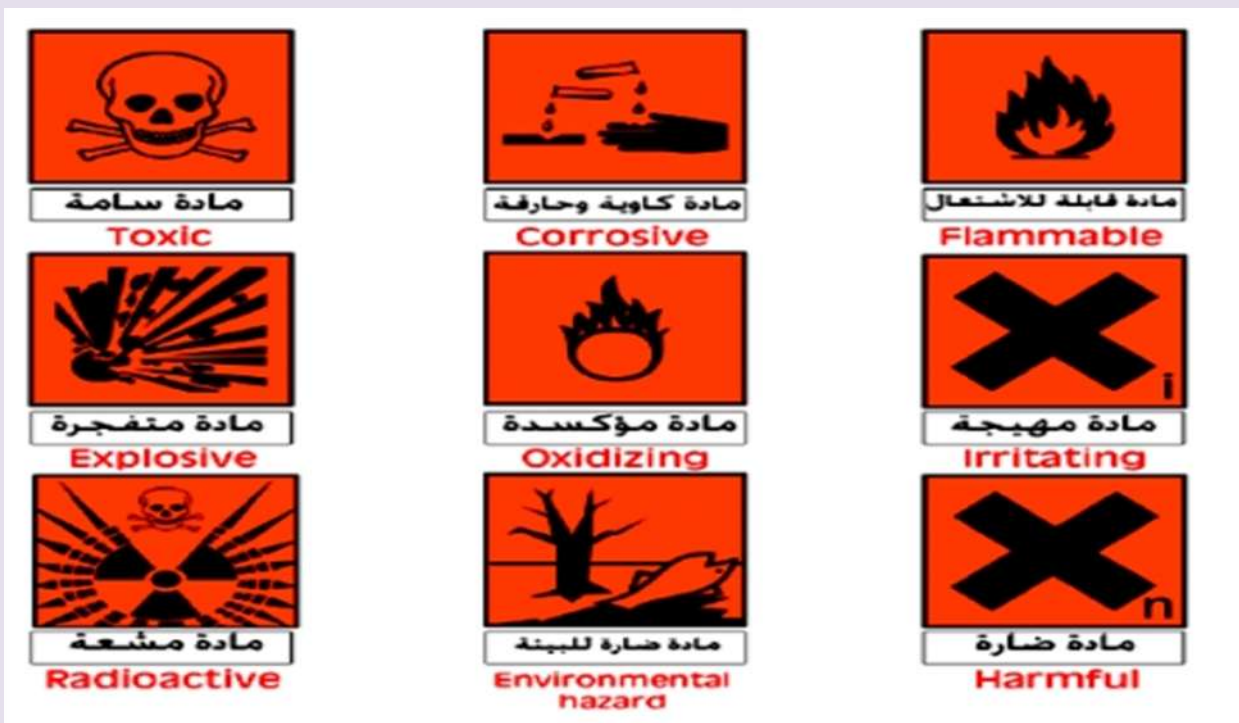 مادة سامة
Toxic
مادة كاوية وحارقة
Corrosive
مادة قابلة للاشتعال
Flammable
مادة متفجرة
Explosive
مادة مؤكسدة
Oxidizing
i
مادة مهيجة
Irritating
مادة مشعة
Radioactive
مادة ضارة للبيئة
Environmental
hazard
n
مادة ضارة
Harmful